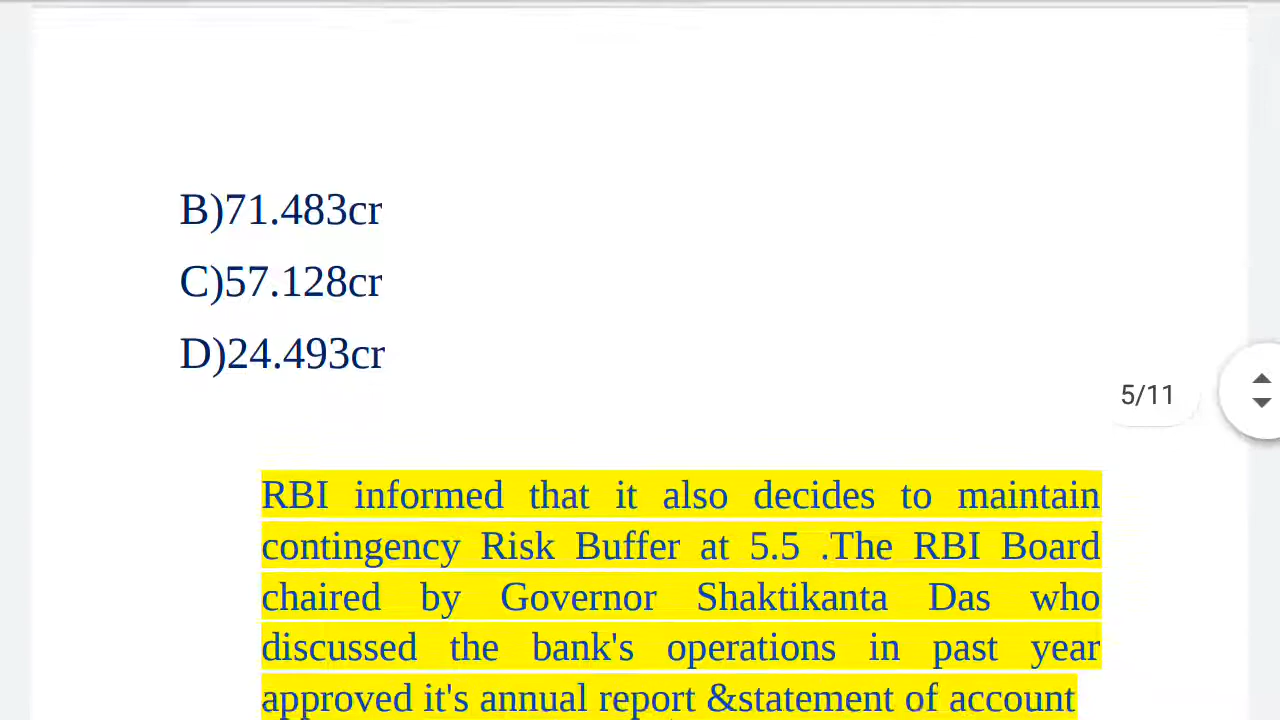 B)71.483cr
C)57.128cr
D)24.493cr
5/11
RBI informed that it also decides to maintain
contingency Risk Buffer at 5.5 .The RBI Board
chaired by Governor Shaktikanta Das who
discussed the bank's operations in past year
approved it's annual report &statement of account